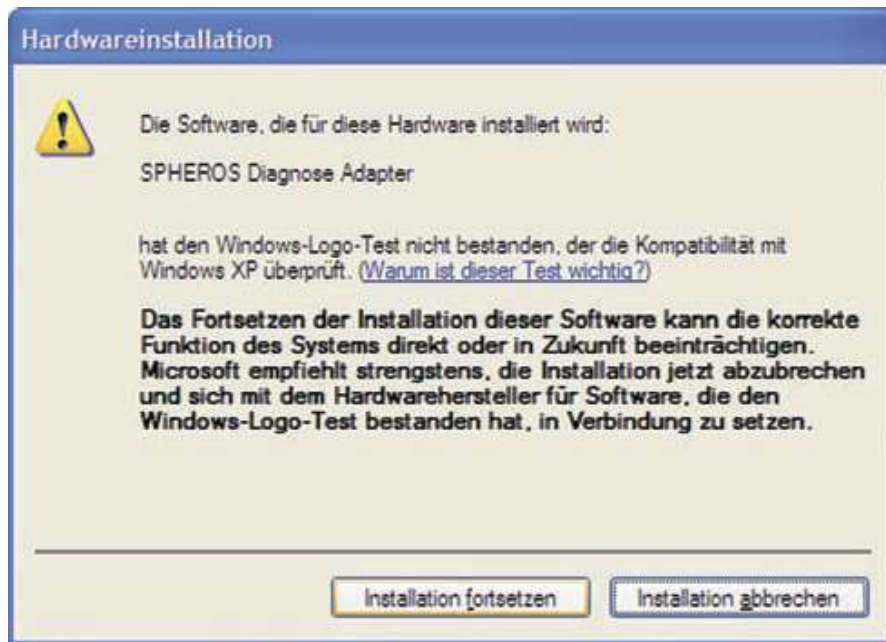 Hardwareinstallation
Die Software, die für diese Hardware installiert wird:
SPHEROS Diagnose Adapter
hat den Windows-Logo-Test nicht bestanden, der die Kompatibilität mit
Windows XP überprüft. (Warum ist dieser Test wichtig?)
Das Fortsetzen der Installation dieser Software kann die korrekte
Funktion des Systems direkt oder in Zukunft beeinträchtigen.
Microsoft empfiehlt strengstens, die Installation jetzt abzubrechen
und sich mit dem Hardwarehersteller für Software, die den
Windows-Logo-Test bestanden hat, in Verbindung zu setzen.
Installation fortsetzen Installation abbrechen